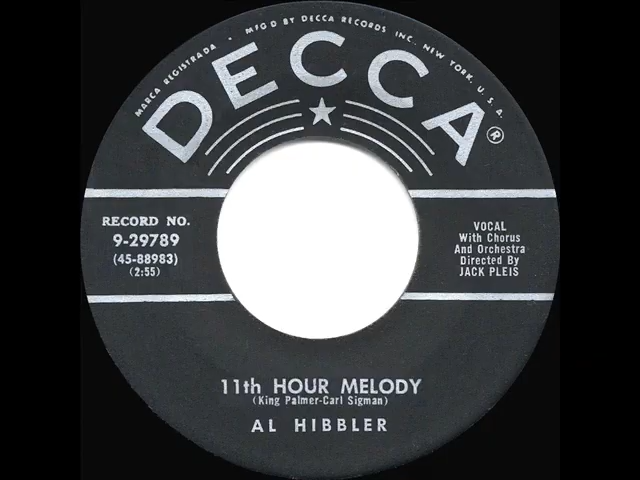 MARCA REGISTRADA • MFG'D BY DECCA RECORDS INC., NEW YORK, U.S.A.
DECCA®
RECORD NO.
9-29789
(45-88983)
(2:55)
VOCAL
With Chorus
And Orchestra
Directed By
JACK PLEIS
11th HOUR MELODY
(King Palmer-Carl Sigman)
AL HIBBLER